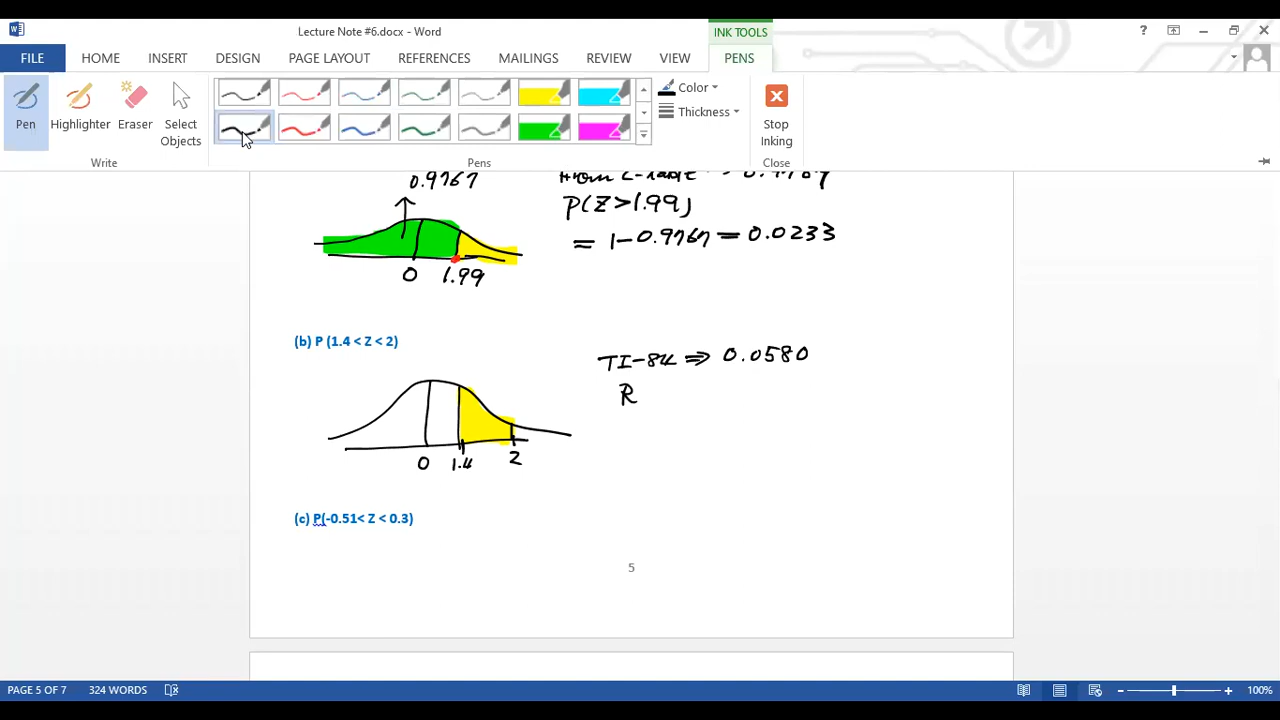 Lecture Note #6.docx - Word
INK TOOLS
FILE HOME INSERT DESIGN PAGE LAYOUT REFERENCES MAILINGS REVIEW VIEW PENS
Pen Highlighter Eraser Select Objects
Color
Thickness
Stop Inking
Write Pens Close
0.9767
From Z-table
P(Z>1.99)
= 1-0.9767 = 0.0233
0 1.99
(b) P (1.4 < Z < 2)
TI-84 ⇒ 0.0580
R
0 1.4 2
(c) P(-0.51< Z < 0.3)
5
PAGE 5 OF 7 324 WORDS 100%